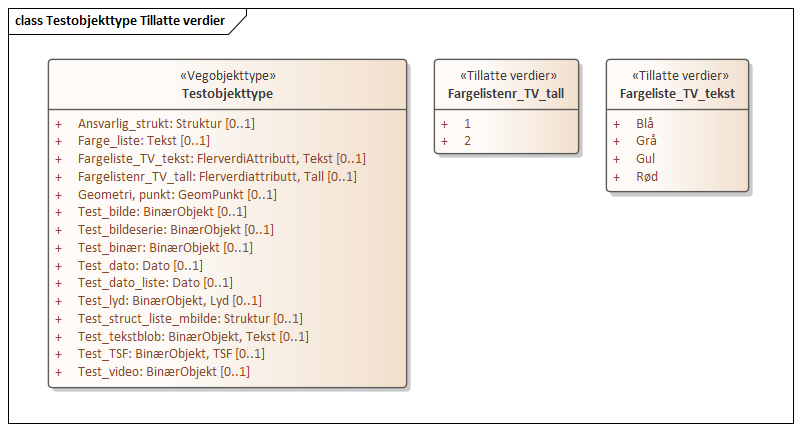 class Testobjekttype Tillatte verdier
«Vegobjekttype»
Testobjekttype
+ Ansvarlig_strukt: Struktur [0..1]
+ Farge_liste: Tekst [0..1]
+ Fargeliste_TV_tekst: FlerverdiAttributt, Tekst [0..1]
+ Fargelistenr_TV_tall: Flerverdiattributt, Tall [0..1]
+ Geometri, punkt: GeomPunkt [0..1]
+ Test_bilde: BinærObjekt [0..1]
+ Test_bildeserie: BinærObjekt [0..1]
+ Test_binær: BinærObjekt [0..1]
+ Test_dato: Dato [0..1]
+ Test_dato_liste: Dato [0..1]
+ Test_lyd: BinærObjekt, Lyd [0..1]
+ Test_struct_liste_mbilde: Struktur [0..1]
+ Test_tekstblob: BinærObjekt, Tekst [0..1]
+ Test_TSF: BinærObjekt, TSF [0..1]
+ Test_video: BinærObjekt [0..1]
«Tillatte verdier»
Fargelistenr_TV_tall
+ 1
+ 2
«Tillatte verdier»
Fargeliste_TV_tekst
+ Blå
+ Grå
+ Gul
+ Rød